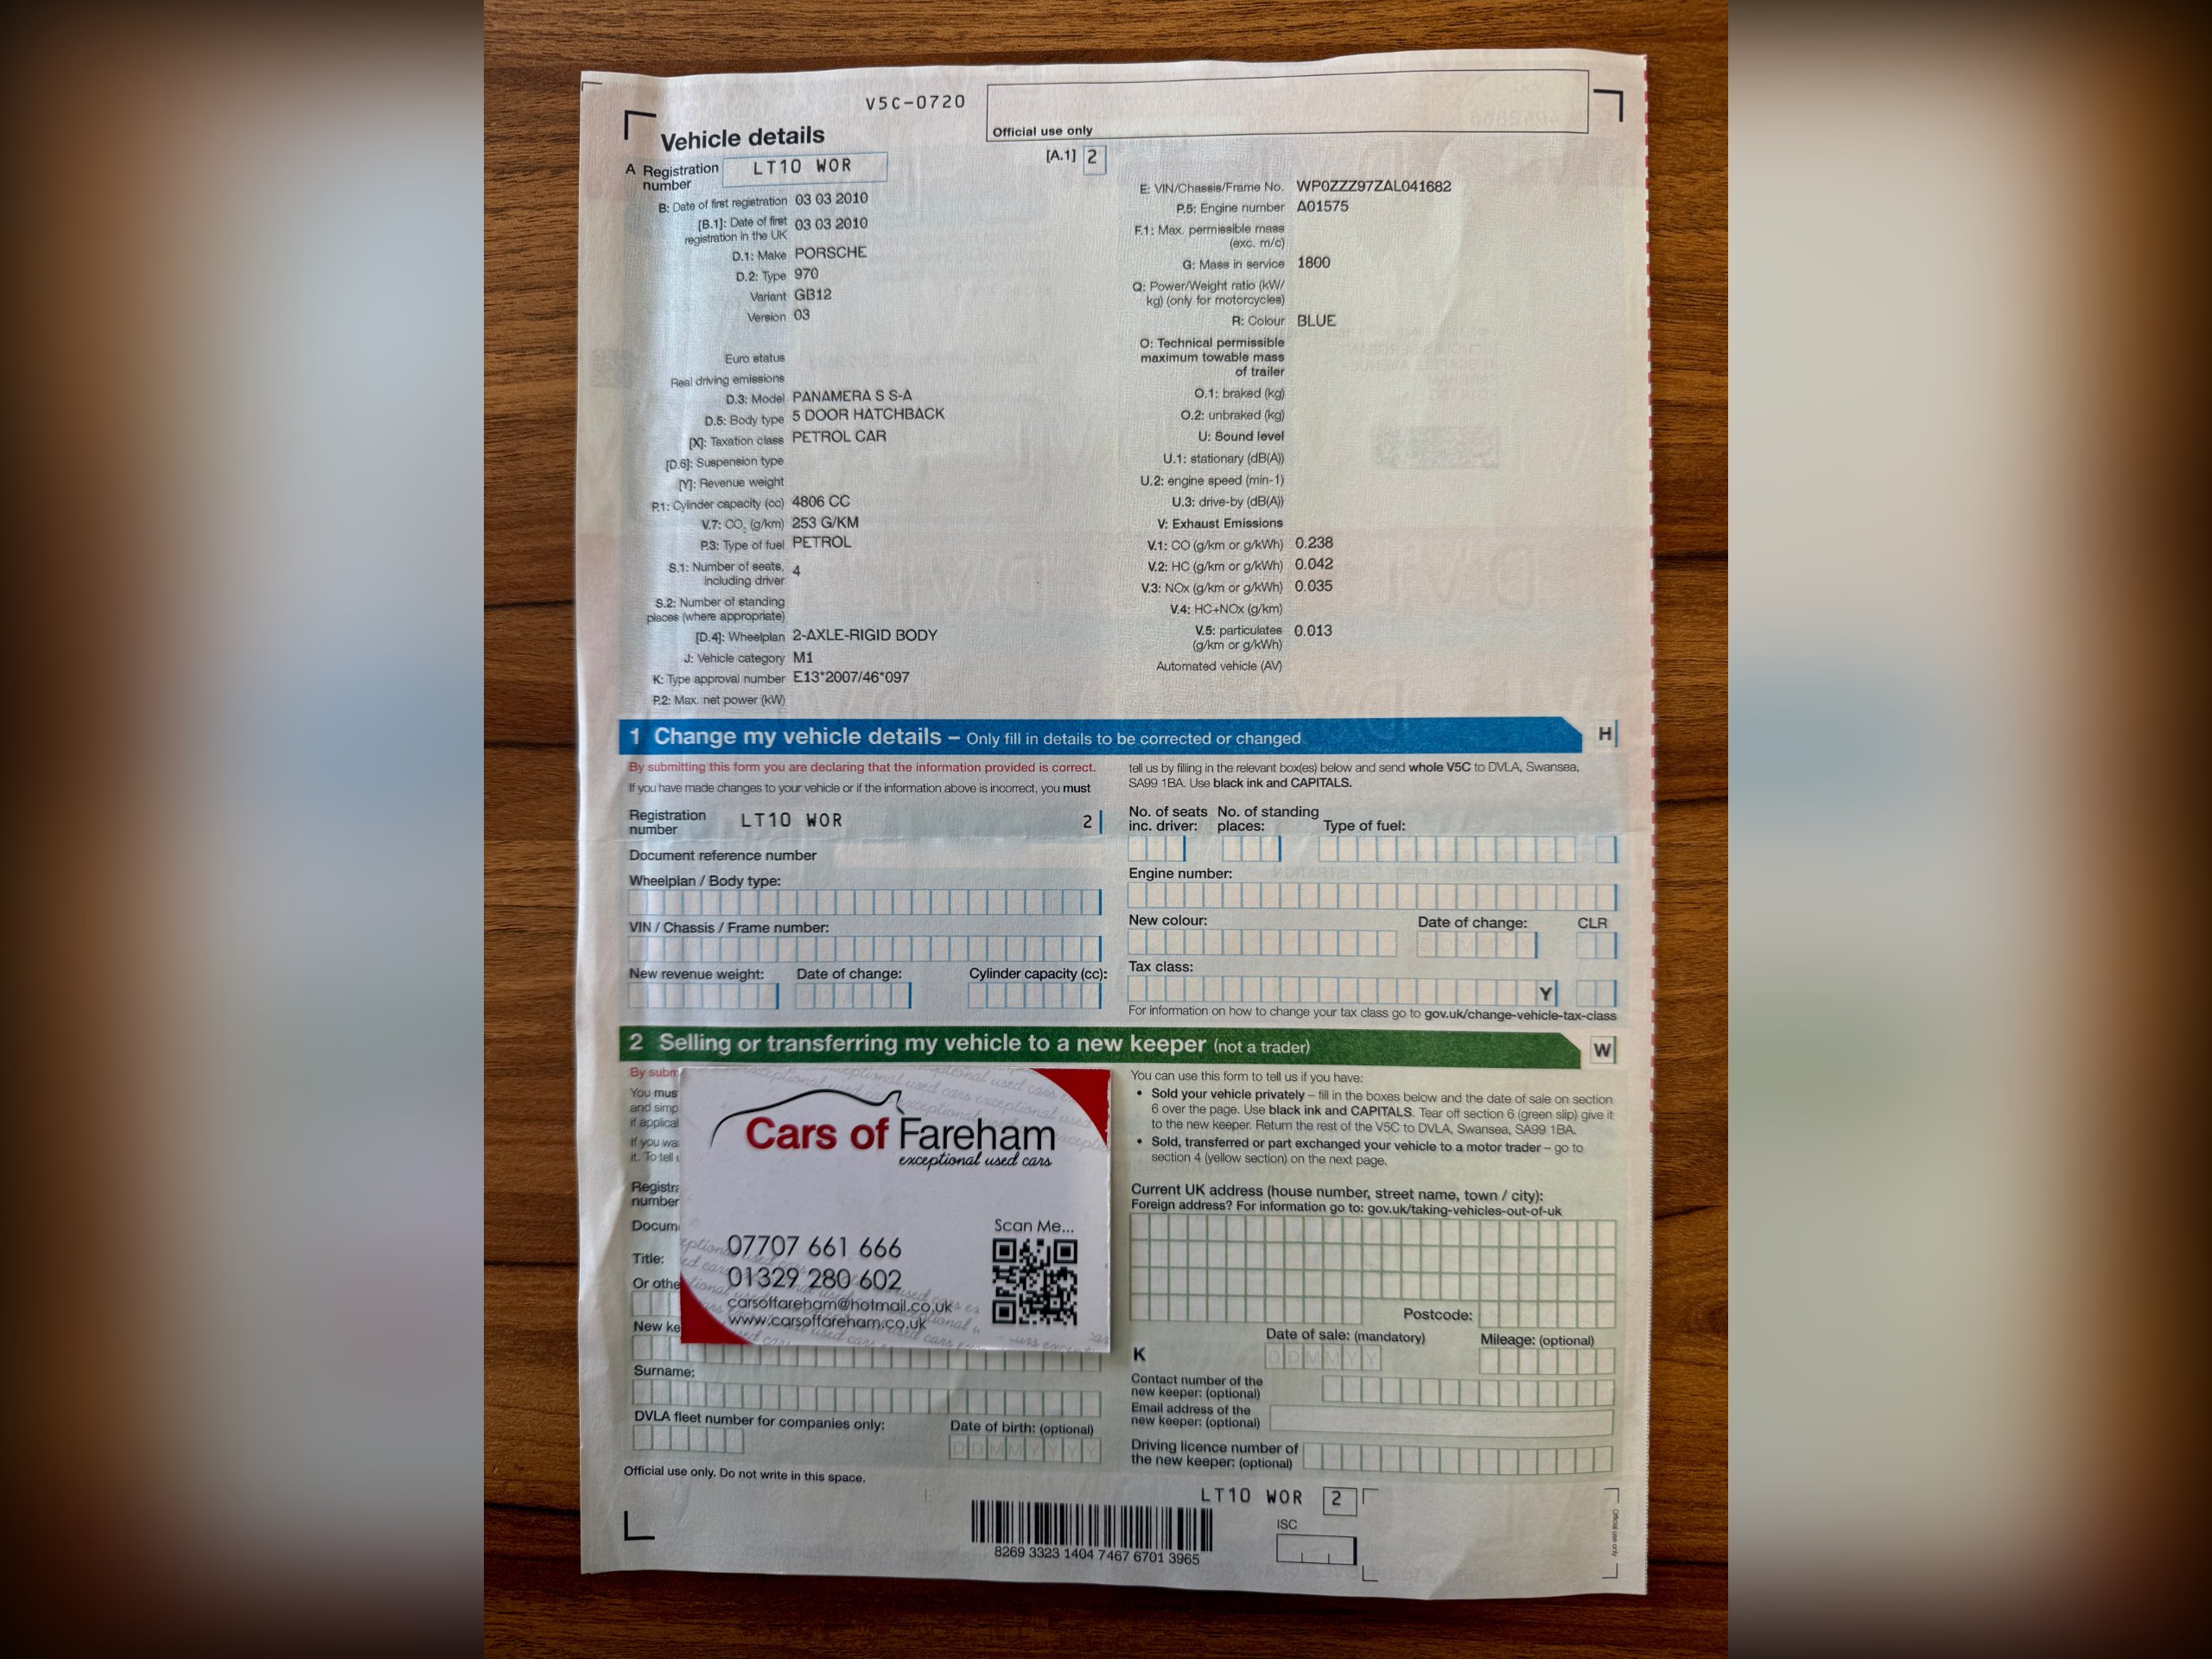 V5C-0720
Official use only
Vehicle details
[A.1] 2
A Registration number LT10 WOR
B: Date of first registration 03 03 2010
[B.1]: Date of first registration in the UK 03 03 2010
D.1: Make PORSCHE
D.2: Type 970
Variant GB12
Version 03
Euro status
Real driving emissions
D.3: Model PANAMERA S S-A
D.5: Body type 5 DOOR HATCHBACK
[X]: Taxation class PETROL CAR
[D.6]: Suspension type
[Y]: Revenue weight
P.1: Cylinder capacity (cc) 4806 CC
V.7: CO₂ (g/km) 253 G/KM
P.3: Type of fuel PETROL
S.1: Number of seats, including driver 4
S.2: Number of standing places (where appropriate)
[D.4]: Wheelplan 2-AXLE-RIGID BODY
J: Vehicle category M1
K: Type approval number E13*2007/46*097
P.2: Max. net power (kW)
E: VIN/Chassis/Frame No. WP0ZZZ97ZAL041682
P.5: Engine number A01575
F.1: Max. permissible mass (exc. m/c)
G: Mass in service 1800
Q: Power/Weight ratio (kW/kg) (only for motorcycles)
R: Colour BLUE
O: Technical permissible maximum towable mass of trailer
O.1: braked (kg)
O.2: unbraked (kg)
U: Sound level
U.1: stationary (dB(A))
U.2: engine speed (min-1)
U.3: drive-by (dB(A))
V: Exhaust Emissions
V.1: CO (g/km or g/kWh) 0.238
V.2: HC (g/km or g/kWh) 0.042
V.3: NOx (g/km or g/kWh) 0.035
V.4: HC+NOx (g/km)
V.5: particulates (g/km or g/kWh) 0.013
Automated vehicle (AV)
1 Change my vehicle details – Only fill in details to be corrected or changed
H
By submitting this form you are declaring that the information provided is correct.
If you have made changes to your vehicle or if the information above is incorrect, you must
tell us by filling in the relevant box(es) below and send whole V5C to DVLA, Swansea,
SA99 1BA. Use black ink and CAPITALS.
Registration number LT10 WOR 2
Document reference number
Wheelplan / Body type:
VIN / Chassis / Frame number:
New revenue weight: Date of change: Cylinder capacity (cc):
No. of seats inc. driver: No. of standing places: Type of fuel:
Engine number:
New colour: Date of change: CLR
Tax class:
Y
For information on how to change your tax class go to gov.uk/change-vehicle-tax-class
2 Selling or transferring my vehicle to a new keeper (not a trader)
W
By subm
You mus
and simp
if applical
If you wa
it. To tell
Registra
number
Docum
Title:
Or othe
New ke
Surname:
DVLA fleet number for companies only: Date of birth: (optional)
DDMMYYYY
Cars of Fareham
exceptional used cars
Scan Me...
07707 661 666
01329 280 602
carsoffareham@hotmail.co.uk
www.carsoffareham.co.uk
You can use this form to tell us if you have:
• Sold your vehicle privately – fill in the boxes below and the date of sale on section
6 over the page. Use black ink and CAPITALS. Tear off section 6 (green slip) give it
to the new keeper. Return the rest of the V5C to DVLA, Swansea, SA99 1BA.
• Sold, transferred or part exchanged your vehicle to a motor trader – go to
section 4 (yellow section) on the next page.
Current UK address (house number, street name, town / city):
Foreign address? For information go to: gov.uk/taking-vehicles-out-of-uk
Postcode:
K Date of sale: (mandatory) Mileage: (optional)
DDMMYY
Contact number of the new keeper: (optional)
Email address of the new keeper: (optional)
Driving licence number of the new keeper: (optional)
Official use only. Do not write in this space.
LT10 WOR 2
ISC
8269 3323 1404 7467 6701 3965
Official use only